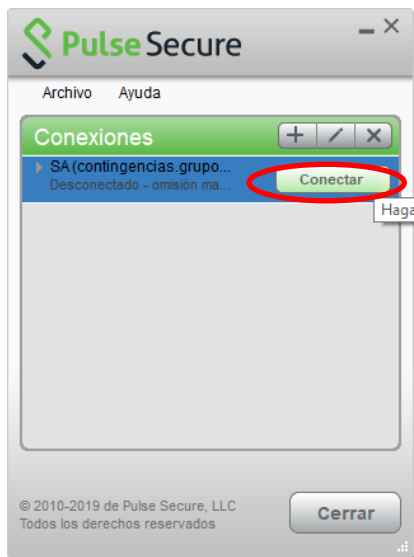 Pulse Secure
Archivo Ayuda
Conexiones
SA (contingencias.grupo...
Desconectado - omisión ma...
Conectar
Haga
© 2010-2019 de Pulse Secure, LLC
Todos los derechos reservados
Cerrar